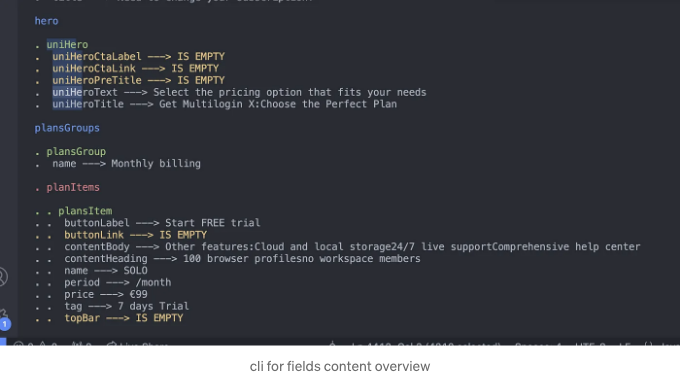 hero
. uniHero
. uniHeroCtaLabel ---> IS EMPTY
. uniHeroCtaLink ---> IS EMPTY
. uniHeroPreTitle ---> IS EMPTY
. uniHeroText ---> Select the pricing option that fits your needs
. uniHeroTitle ---> Get Multilogin X:Choose the Perfect Plan
plansGroups
. plansGroup
. name ---> Monthly billing
. planItems
. . plansItem
. . buttonLabel ---> Start FREE trial
. . buttonLink ---> IS EMPTY
. . contentBody ---> Other features:Cloud and local storage24/7 live supportComprehensive help center
. . contentHeading ---> 100 browser profilesno workspace members
. . name ---> SOLO
. . period ---> /month
. . price ---> €99
. . tag ---> 7 days Trial
. . topBar ---> IS EMPTY
1
cli for fields content overview